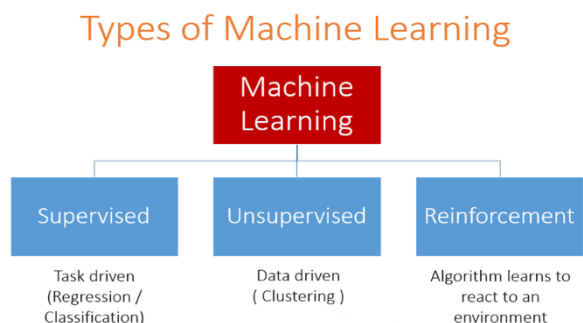 Types of Machine Learning
Machine
Learning
Supervised
Unsupervised
Reinforcement
Task driven
(Regression /
Classification)
Data driven
( Clustering )
Algorithm learns to
react to an
environment